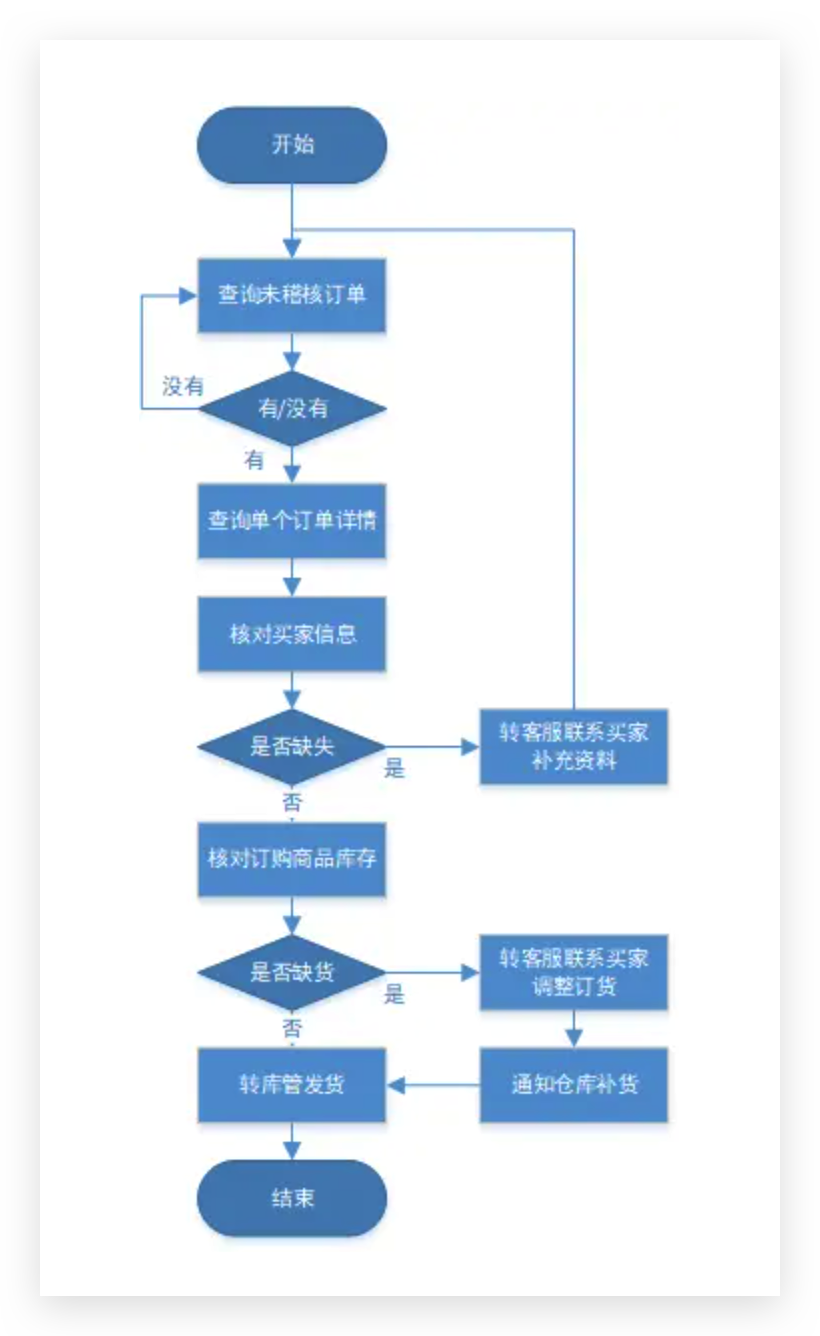 开始
查询未稽核订单
没有
有/没有
有
查询单个订单详情
核对买家信息
是否缺失
是
转客服联系买家
补充资料
否
核对订购商品库存
是否缺货
是
转客服联系买家
调整订货
否
转库管发货
通知仓库补货
结束